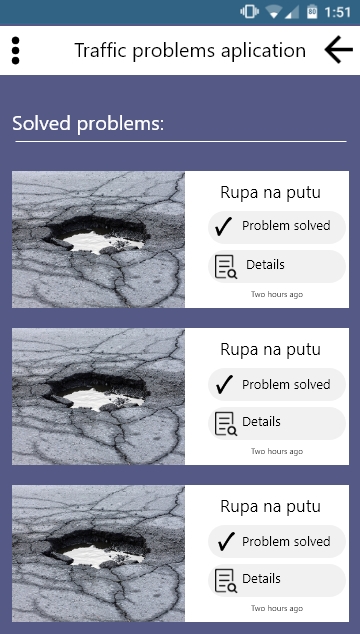 80 1:51
Traffic problems aplication
Solved problems:
Rupa na putu
Problem solved
Details
Two hours ago
Rupa na putu
Problem solved
Details
Two hours ago
Rupa na putu
Problem solved
Details
Two hours ago